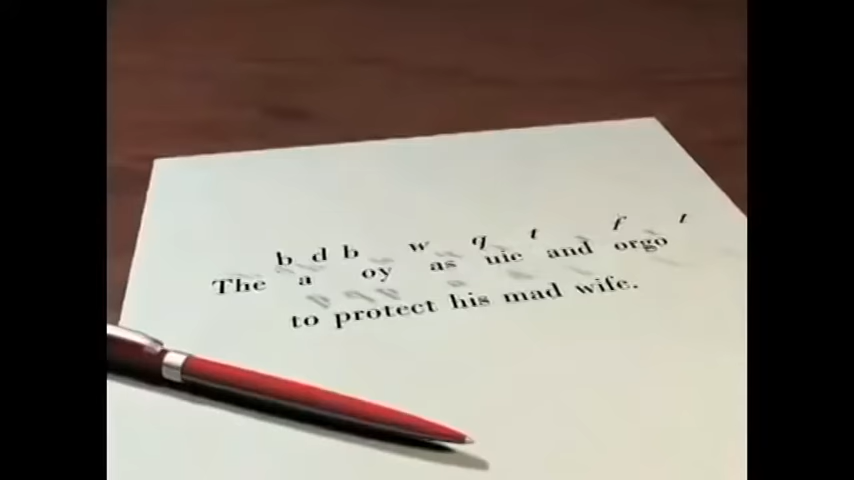 b d b w q t f t
The a oy as uic and orgo
to protect his mad wife.